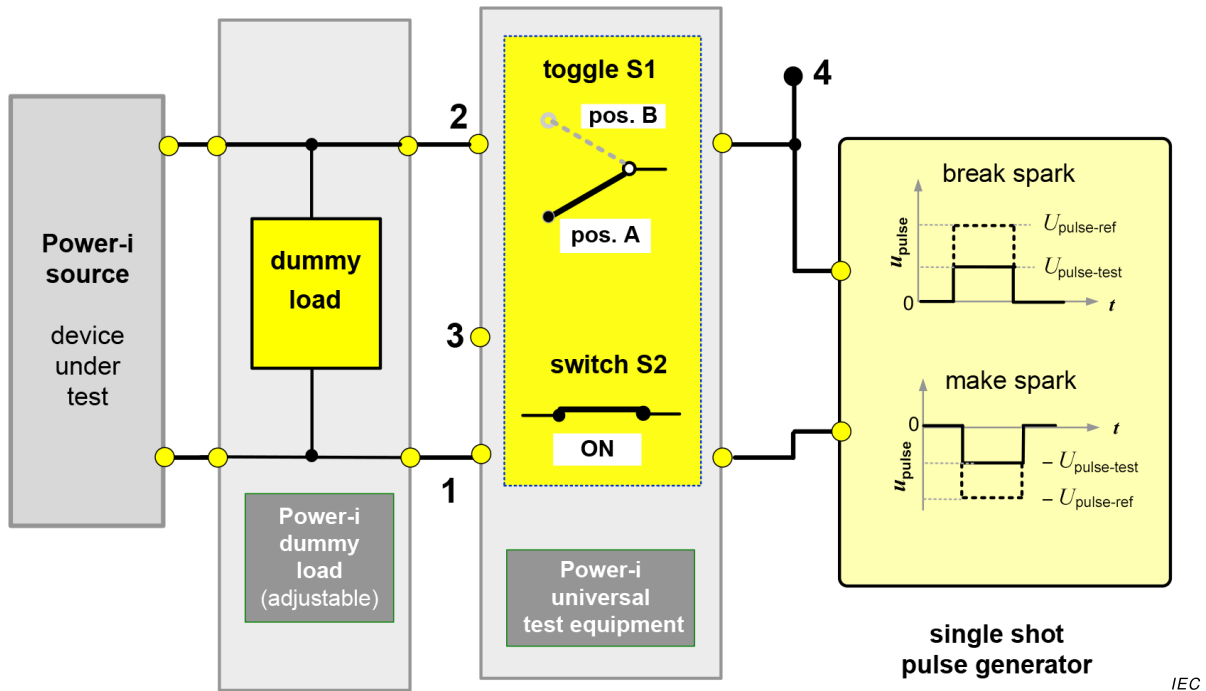 Power-i
source
device
under
test
dummy
load
Power-i
dummy
load
(adjustable)
2
3
1
toggle S1
pos. B
pos. A
switch S2
ON
Power-i
universal
test equipment
4
break spark
u pulse
U pulse-ref
U pulse-test
0
t
make spark
0
t
u pulse
– U pulse-test
– U pulse-ref
single shot
pulse generator
IEC